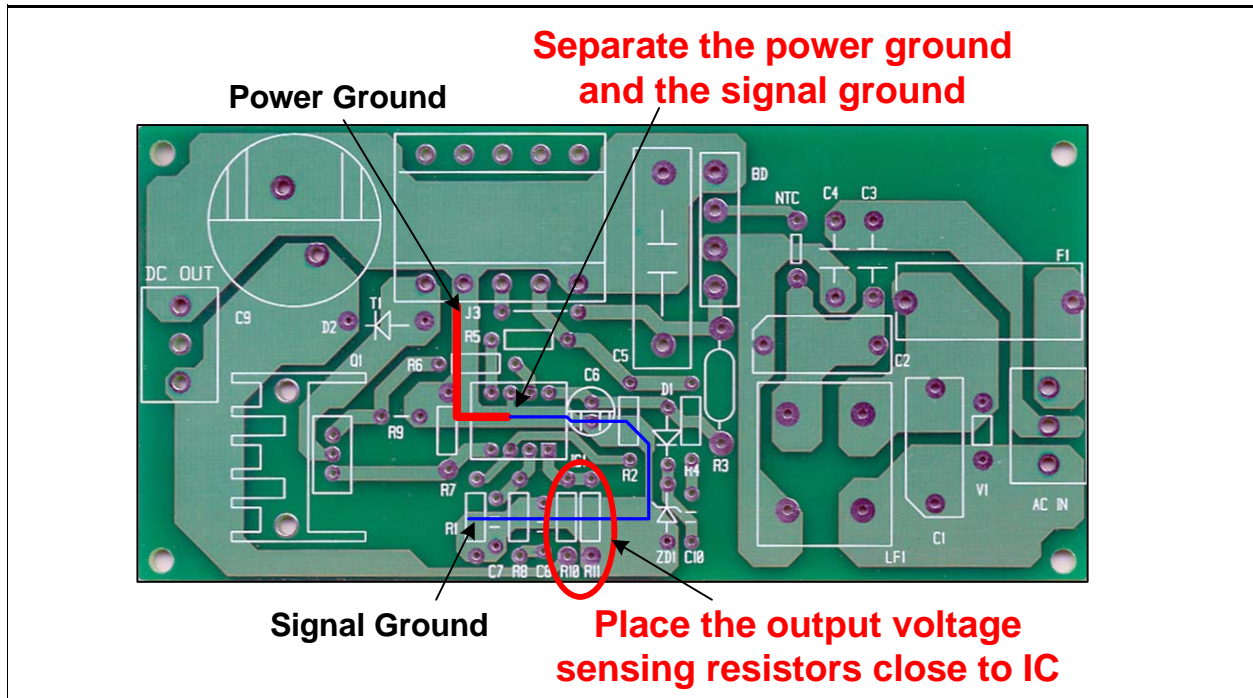 Separate the power ground
and the signal ground
Power Ground
BD
NTC
C4
C3
F1
DC OUT
C9
T1
D2
J3
R5
Q1
R6
C5
C2
C6
D1
R9
R2
R3
R4
R7
V1
AC IN
R1
C7
R8
R10
R11
ZD1
C10
LF1
C1
Signal Ground
Place the output voltage
sensing resistors close to IC